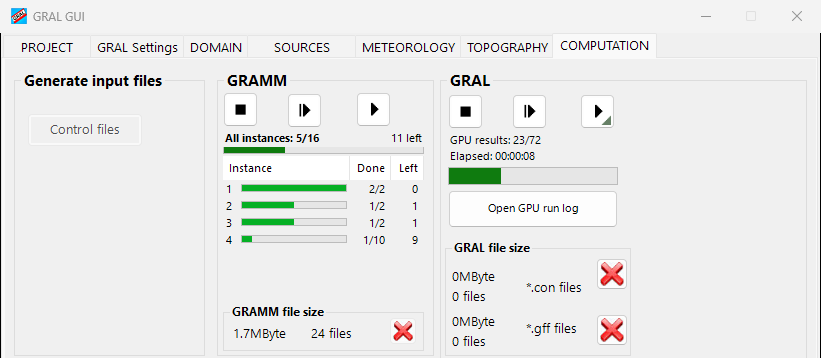 GRAL GUI
PROJECT GRAL Settings DOMAIN SOURCES METEOROLOGY TOPOGRAPHY COMPUTATION
Generate input files
Control files
GRAMM
All instances: 5/16 11 left
Instance Done Left
1 2/2 0
2 1/2 1
3 1/2 1
4 1/10 9
GRAMM file size
1.7MByte 24 files
GRAL
GPU results: 23/72
Elapsed: 00:00:08
Open GPU run log
GRAL file size
0MByte
0 files
*.con files
0MByte
0 files
*.gff files